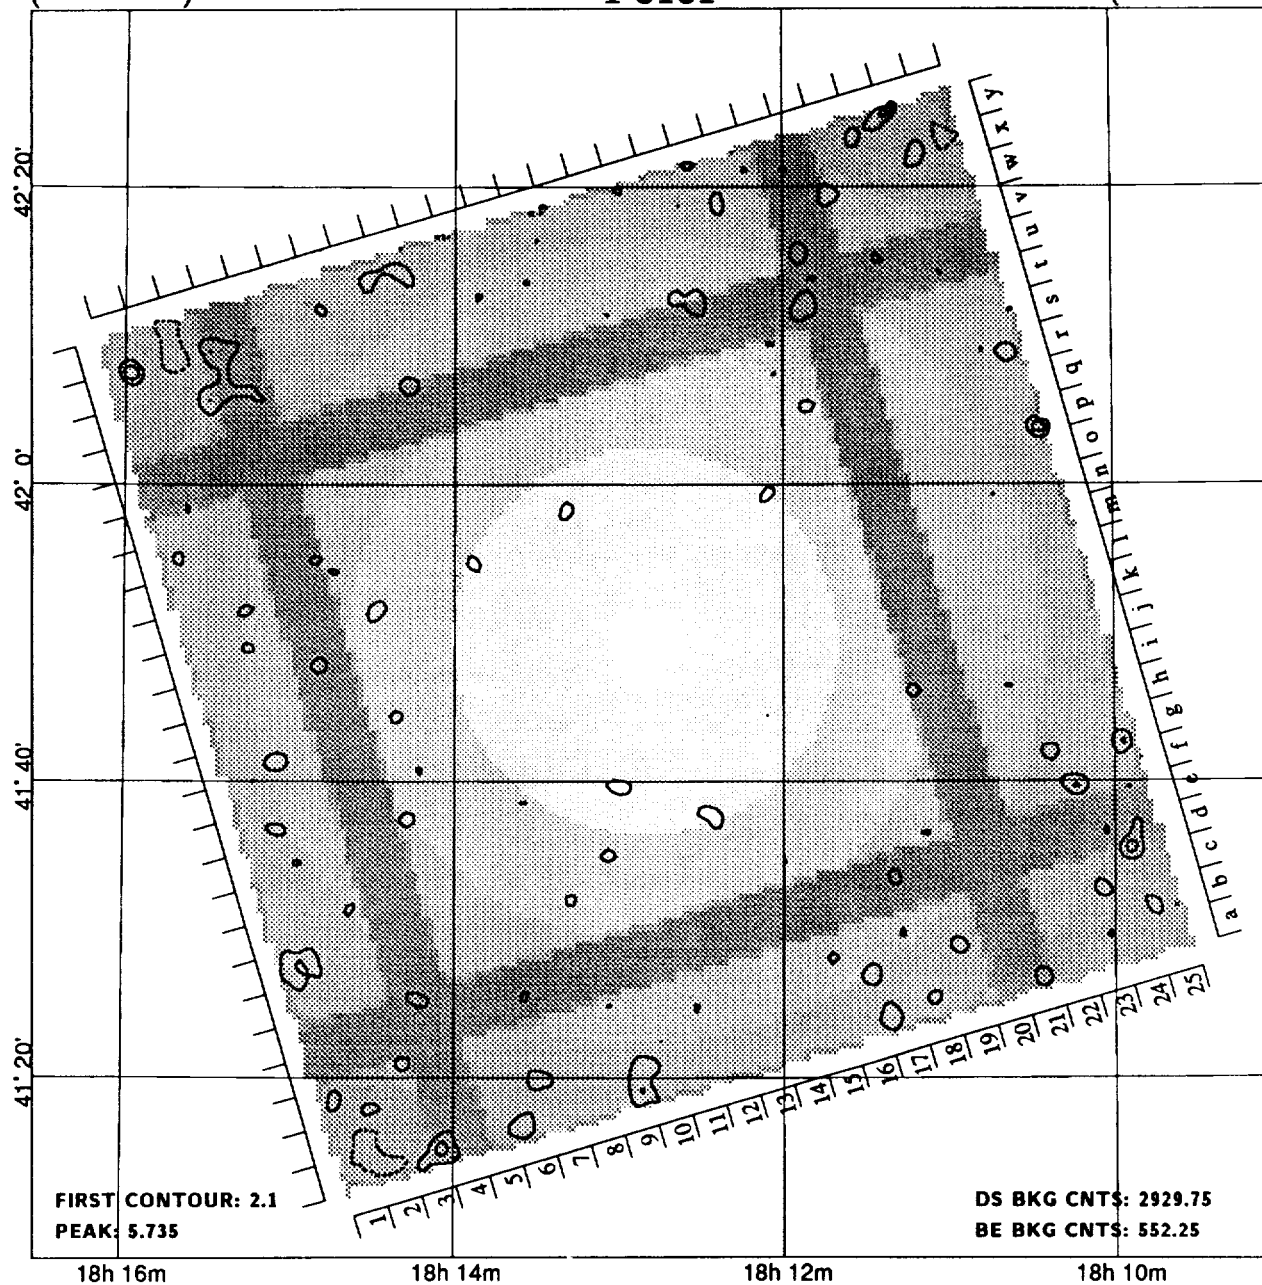 42° 20'
42° 0'
41° 40'
41° 20'
a b c d e f g h i j k l m n o p q r s t u v w x y
1 2 3 4 5 6 7 8 9 10 11 12 13 14 15 16 17 18 19 20 21 22 23 24 25
FIRST CONTOUR: 2.1
PEAK: 5.735
DS BKG CNTS: 2929.75
BE BKG CNTS: 552.25
18h 16m 18h 14m 18h 12m 18h 10m